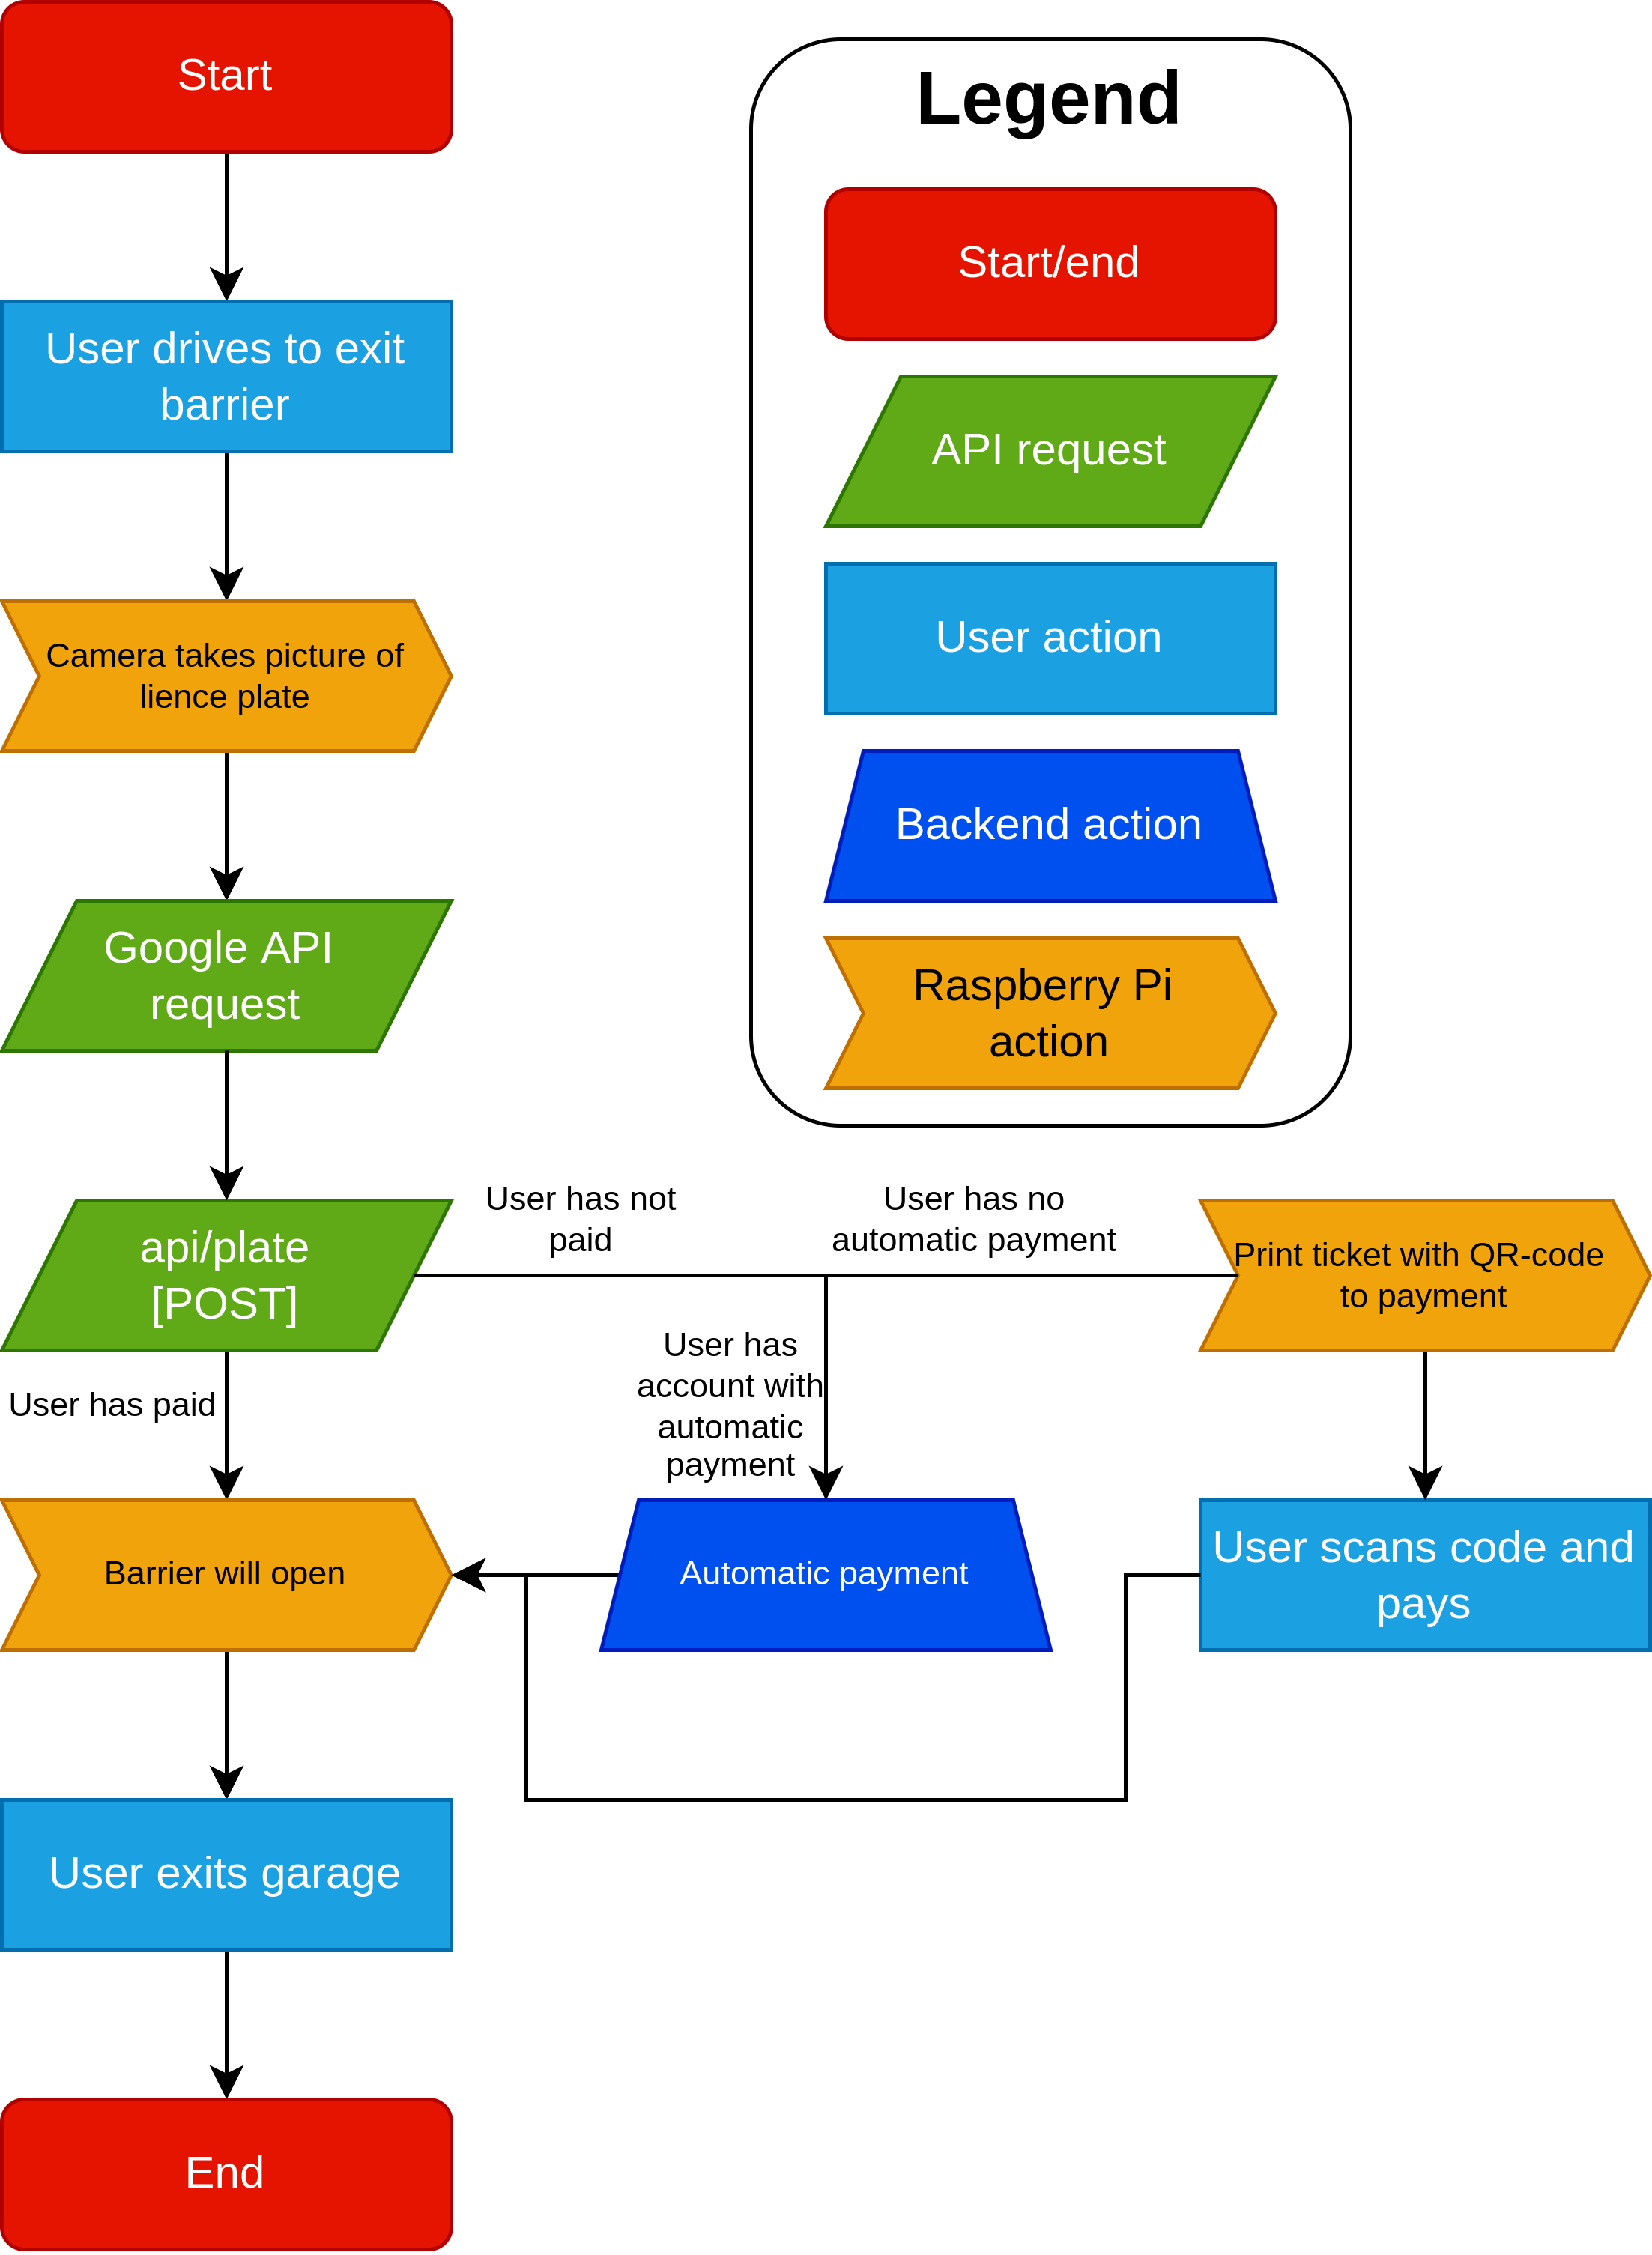 Start
Legend
Start/end
User drives to exit
barrier
API request
User action
Camera takes picture of
lience plate
Backend action
Google API
request
Raspberry Pi
action
api/plate
[POST]
User has not
paid
User has no
automatic payment
Print ticket with QR-code
to payment
User has paid
User has
account with
automatic
payment
Barrier will open
Automatic payment
User scans code and
pays
User exits garage
End